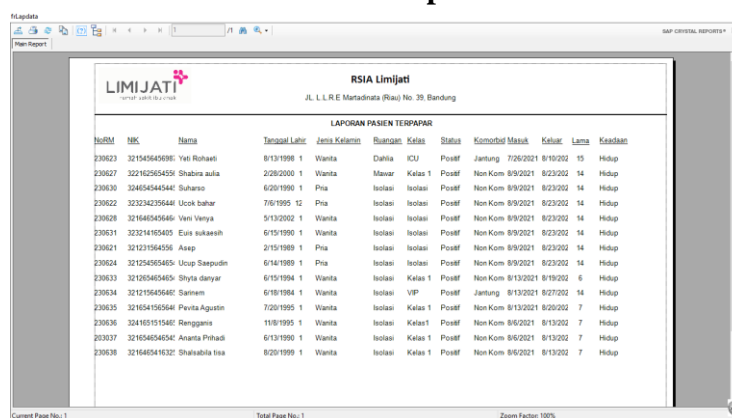 frLapdata
1 /1
SAP CRYSTAL REPORTS®
Main Report
LIMIJATI
rumah sakit ibu anak
RSIA Limijati
JL. L.L.R.E Martadinata (Riau) No. 39, Bandung
LAPORAN PASIEN TERPAPAR
NoRM NIK Nama Tanggal Lahir Jenis Kelamin Ruangan Kelas Status Komorbid Masuk Keluar Lama Keadaan
230623 Yeti Rohaeti 8/13/1998 1 Wanita Dahlia ICU Positif Jantung 7/26/2021 8/10/202 15 Hidup
230627 Shabira aulia 2/28/2000 1 Wanita Mawar Kelas 1 Positif Non Kom 8/9/2021 8/23/202 14 Hidup
230630 Suharso 6/20/1990 1 Pria Isolasi Isolasi Positif Non Kom 8/9/2021 8/23/202 14 Hidup
230622 Ucok bahar 7/6/1995 12 Pria Isolasi Isolasi Positif Non Kom 8/9/2021 8/23/202 14 Hidup
230628 Veni Venya 5/13/2002 1 Wanita Isolasi Isolasi Positif Non Kom 8/9/2021 8/23/202 14 Hidup
230631 323214165405 Euis sukaesih 6/15/1990 1 Wanita Isolasi Isolasi Positif Non Kom 8/9/2021 8/23/202 14 Hidup
230621 321231564556 Asep 2/15/1989 1 Pria Isolasi Isolasi Positif Non Kom 8/9/2021 8/23/202 14 Hidup
230624 Ucup Saepudin 6/14/1989 1 Pria Isolasi Isolasi Positif Non Kom 8/9/2021 8/23/202 14 Hidup
230633 Shyta danyar 6/15/1994 1 Wanita Isolasi Kelas 1 Positif Non Kom 8/13/2021 8/19/202 6 Hidup
230634 Sarinem 6/18/1984 1 Wanita Isolasi VIP Positif Jantung 8/13/2021 8/27/202 14 Hidup
230635 Pevita Agustin 7/20/1995 1 Wanita Isolasi Kelas 1 Positif Non Kom 8/13/2021 8/20/202 7 Hidup
230636 Rengganis 11/8/1995 1 Wanita Isolasi Kelas1 Positif Non Kom 8/6/2021 8/13/202 7 Hidup
203037 Ananta Prihadi 6/13/1990 1 Wanita Isolasi Kelas 1 Positif Non Kom 8/6/2021 8/13/202 7 Hidup
230638 Shalsabila tisa 8/20/1999 1 Wanita Isolasi Kelas 1 Positif Non Kom 8/6/2021 8/13/202 7 Hidup
Current Page No.: 1 Total Page No.: 1 Zoom Factor: 100%